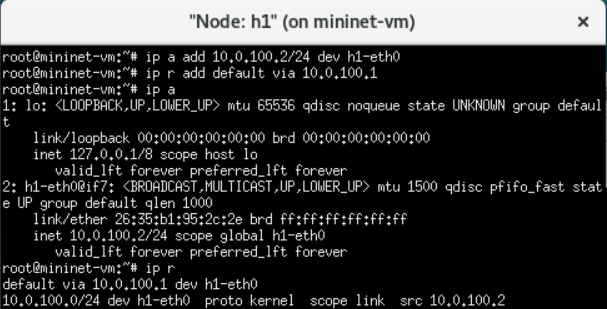 "Node: h1" (on mininet-vm)
×
root@mininet-vm:~# ip a add 10.0.100.2/24 dev h1-eth0
root@mininet-vm:~# ip r add default via 10.0.100.1
root@mininet-vm:~# ip a
1: lo: <LOOPBACK,UP,LOWER_UP> mtu 65536 qdisc noqueue state UNKNOWN group defaul
t
    link/loopback 00:00:00:00:00:00 brd 00:00:00:00:00:00
    inet 127.0.0.1/8 scope host lo
       valid_lft forever preferred_lft forever
2: h1-eth0@if7: <BROADCAST,MULTICAST,UP,LOWER_UP> mtu 1500 qdisc pfifo_fast stat
e UP group default qlen 1000
    link/ether 26:35:b1:95:2c:2e brd ff:ff:ff:ff:ff:ff
    inet 10.0.100.2/24 scope global h1-eth0
       valid_lft forever preferred_lft forever
root@mininet-vm:~# ip r
default via 10.0.100.1 dev h1-eth0
10.0.100.0/24 dev h1-eth0  proto kernel  scope link  src 10.0.100.2